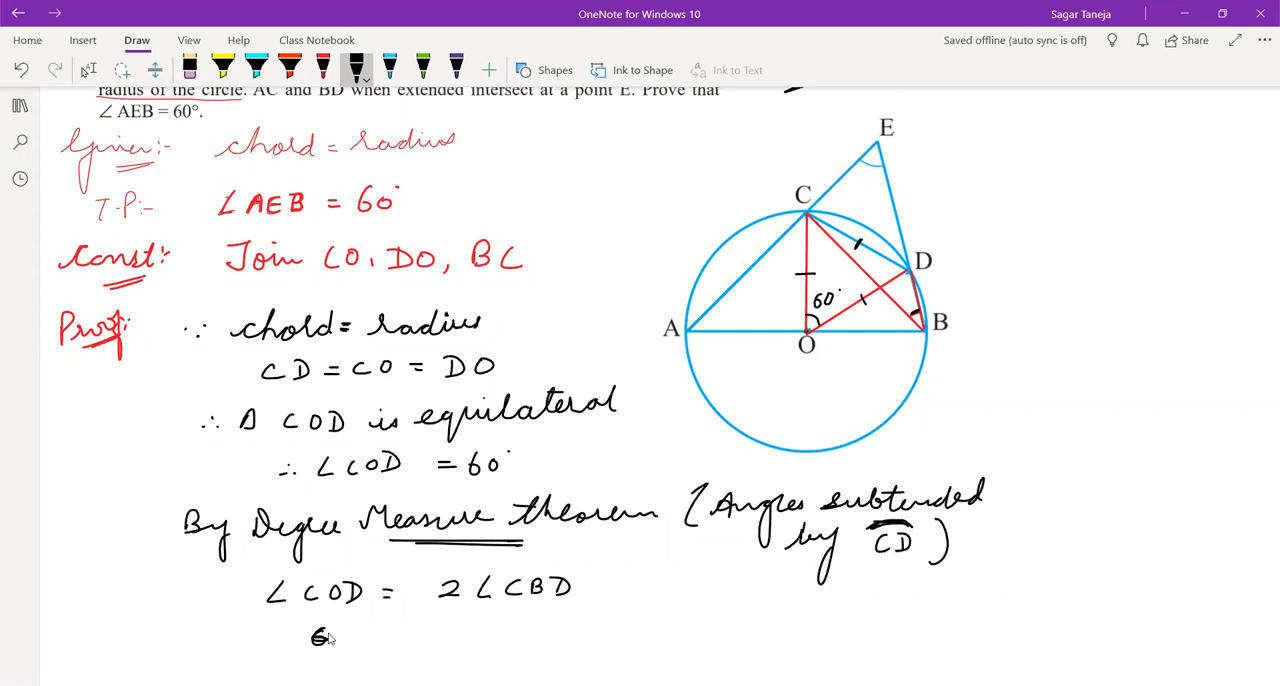 OneNote for Windows 10
Sagar Taneja
Home Insert Draw View Help Class Notebook
Saved offline (auto sync is off) Share
Shapes Ink to Shape Ink to Text
radius of the circle. AC and BD when extended intersect at a point E. Prove that
∠ AEB = 60°.
Given:- chord = radius
T.P:- ∠AEB = 60°
Const:- Join CO, DO, BC
Proof:- ∵ chord = radius
CD = CO = DO
∴ Δ COD is equilateral
∴ ∠COD = 60°
By Degree Measure theorem (Angles subtended
by CD)
∠COD = 2∠CBD
6
E
C
D
60°
A
B
O